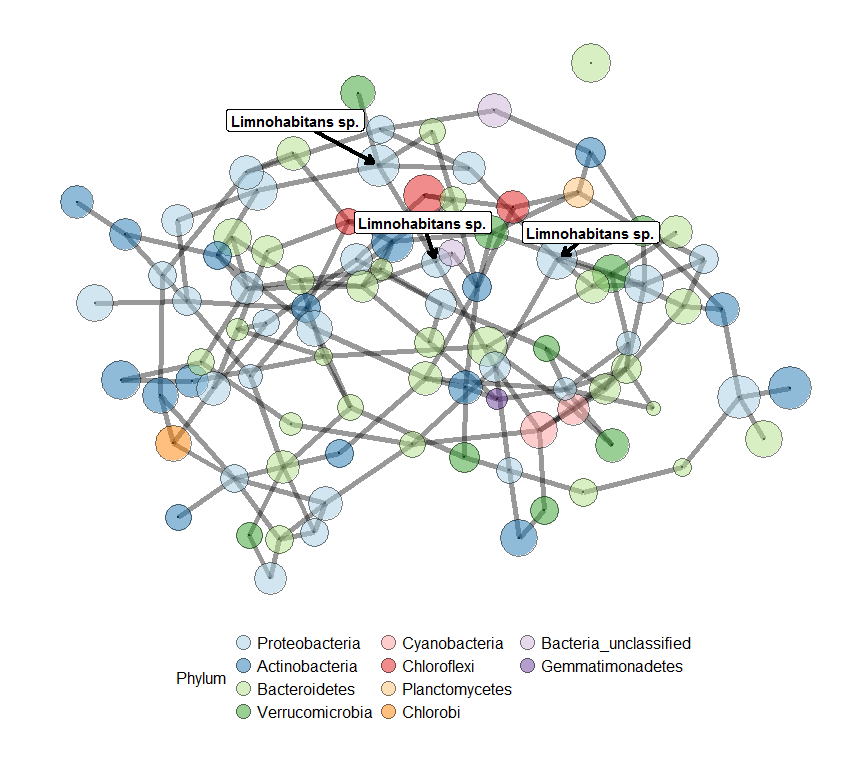 Limnohabitans sp.
Limnohabitans sp.
Limnohabitans sp.
Phylum
Proteobacteria
Actinobacteria
Bacteroidetes
Verrucomicrobia
Cyanobacteria
Chloroflexi
Planctomycetes
Chlorobi
Bacteria_unclassified
Gemmatimonadetes